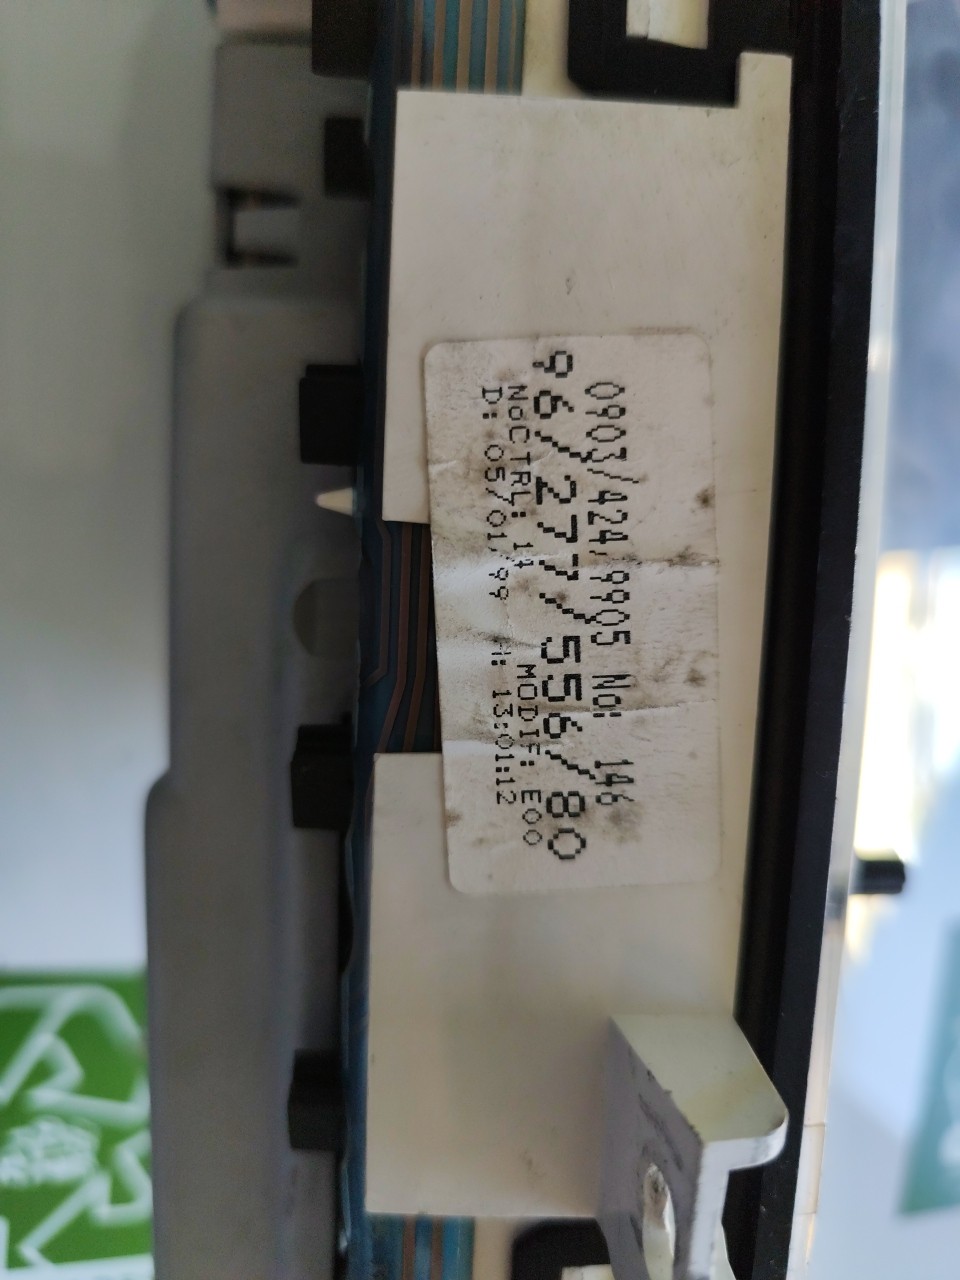 0903/424/9905 No: 146
96/277/556/80
NoCTRL: 14 MODIF: E00
D: 05/01/99 H: 13:01:12